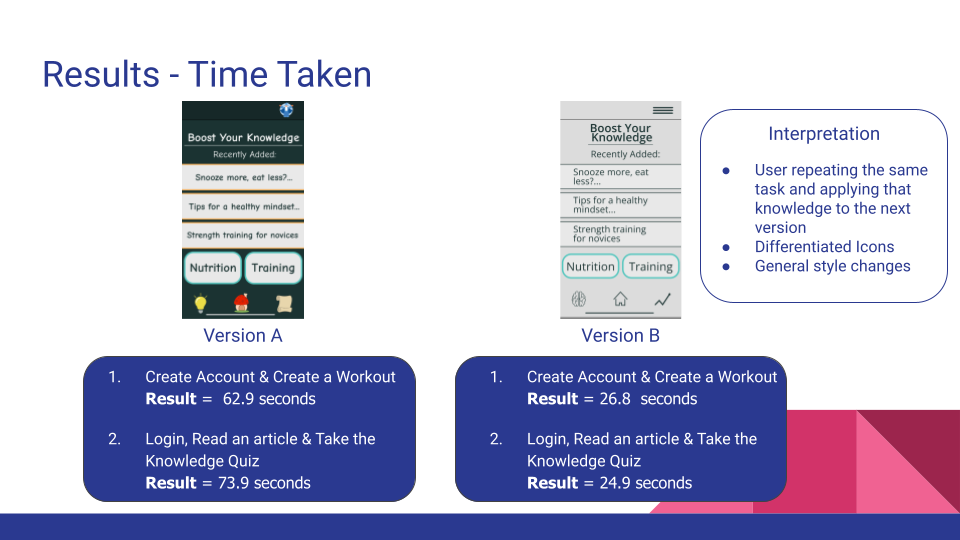 Results - Time Taken
Boost Your Knowledge
Recently Added:
Snooze more, eat less?...
Tips for a healthy mindset...
Strength training for novices
Nutrition
Training
Version A
1. Create Account & Create a Workout
Result = 62.9 seconds
2. Login, Read an article & Take the
Knowledge Quiz
Result = 73.9 seconds
Boost Your
Knowledge
Recently Added:
Snooze more, eat
less?...
Tips for a healthy
mindset...
Strength training
for novices
Nutrition
Training
Version B
1. Create Account & Create a Workout
Result = 26.8 seconds
2. Login, Read an article & Take the
Knowledge Quiz
Result = 24.9 seconds
Interpretation
● User repeating the same
task and applying that
knowledge to the next
version
● Differentiated Icons
● General style changes